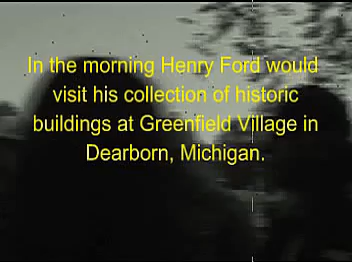 In the morning Henry Ford would
visit his collection of historic
buildings at Greenfield Village in
Dearborn, Michigan.